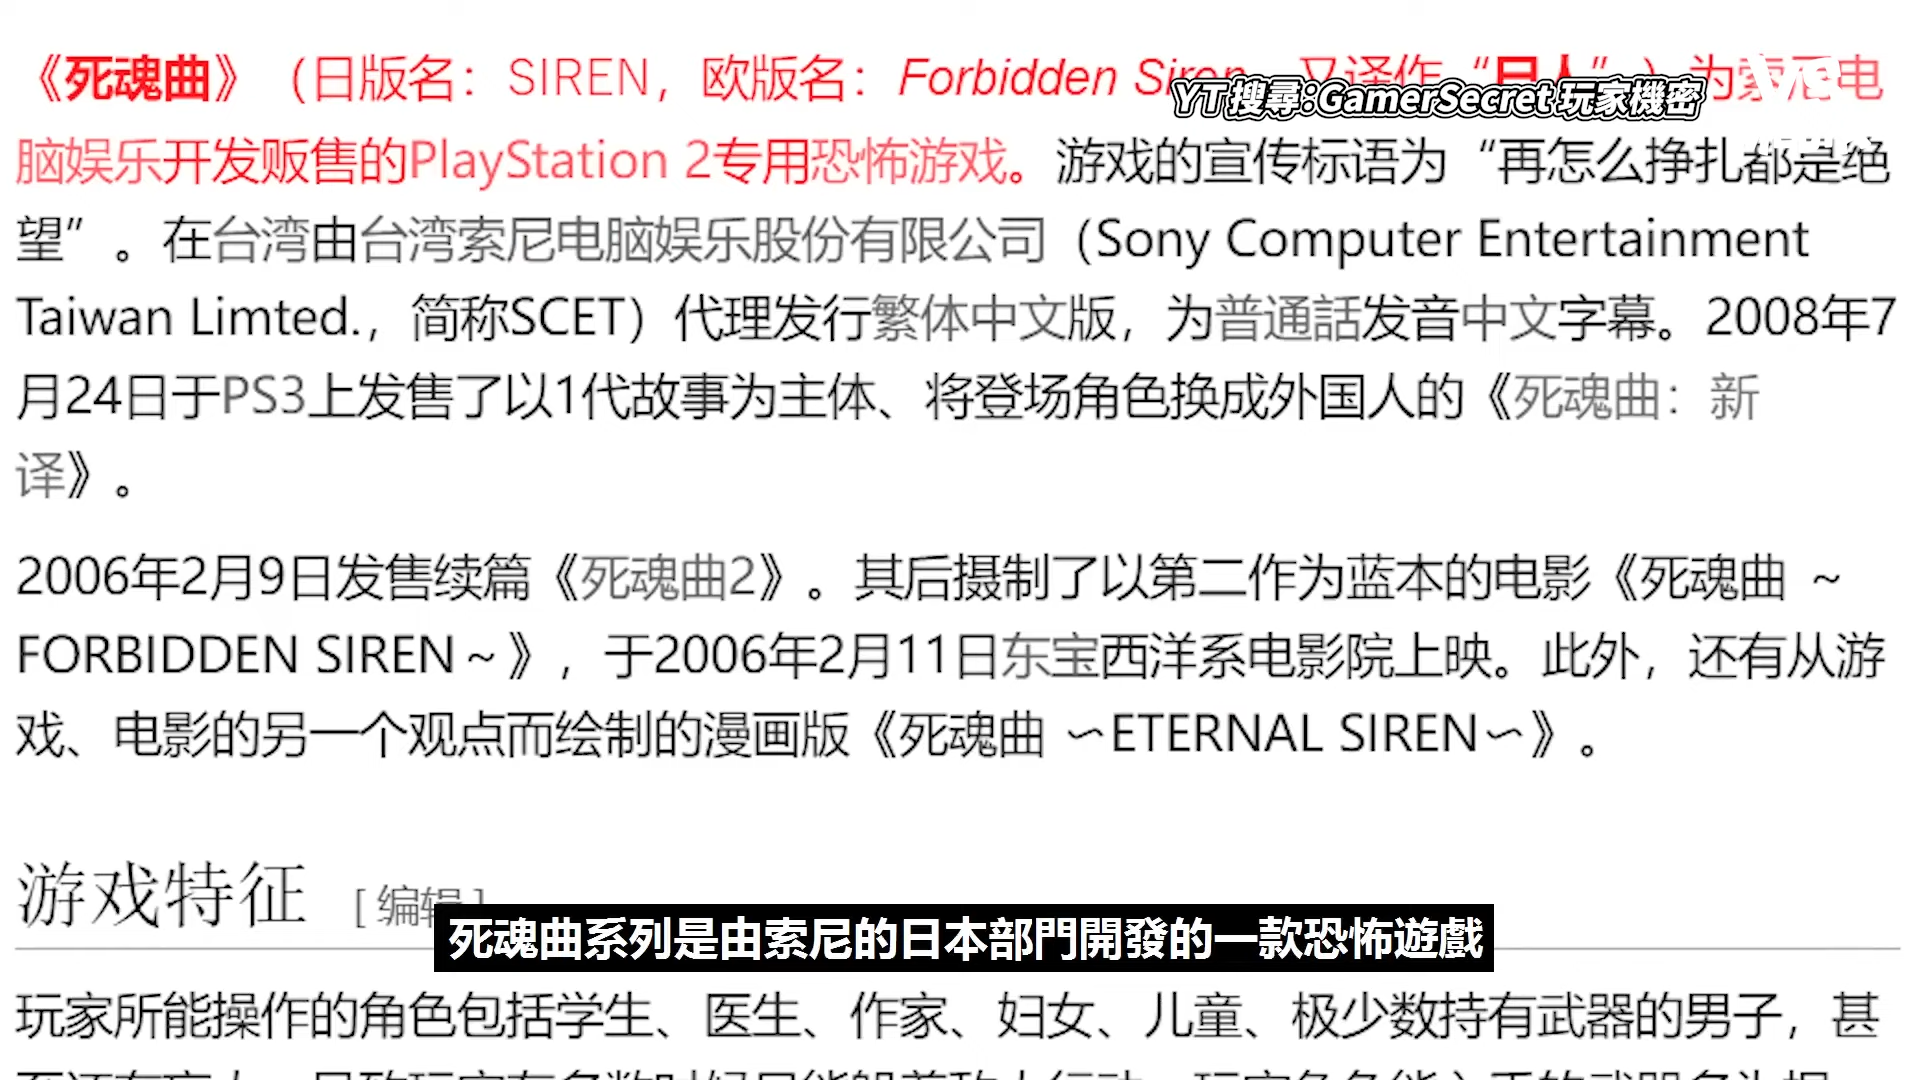 《死魂曲》（日版名：SIREN，欧版名：Forbidden Siren，又译作“尸人”）为索尼电
YT搜尋:GamerSecret玩家機密
脑娱乐开发贩售的PlayStation 2专用恐怖游戏。游戏的宣传标语为“再怎么挣扎都是绝
望”。在台湾由台湾索尼电脑娱乐股份有限公司（Sony Computer Entertainment
Taiwan Limted.，简称SCET）代理发行繁体中文版，为普通話发音中文字幕。2008年7
月24日于PS3上发售了以1代故事为主体、将登场角色换成外国人的《死魂曲：新
译》。
2006年2月9日发售续篇《死魂曲2》。其后摄制了以第二作为蓝本的电影《死魂曲 ～
FORBIDDEN SIREN～》，于2006年2月11日东宝西洋系电影院上映。此外，还有从游
戏、电影的另一个观点而绘制的漫画版《死魂曲 ∽ETERNAL SIREN∽》。
游戏特征 [编辑]
死魂曲系列是由索尼的日本部門開發的一款恐怖遊戲
玩家所能操作的角色包括学生、医生、作家、妇女、儿童、极少数持有武器的男子，甚